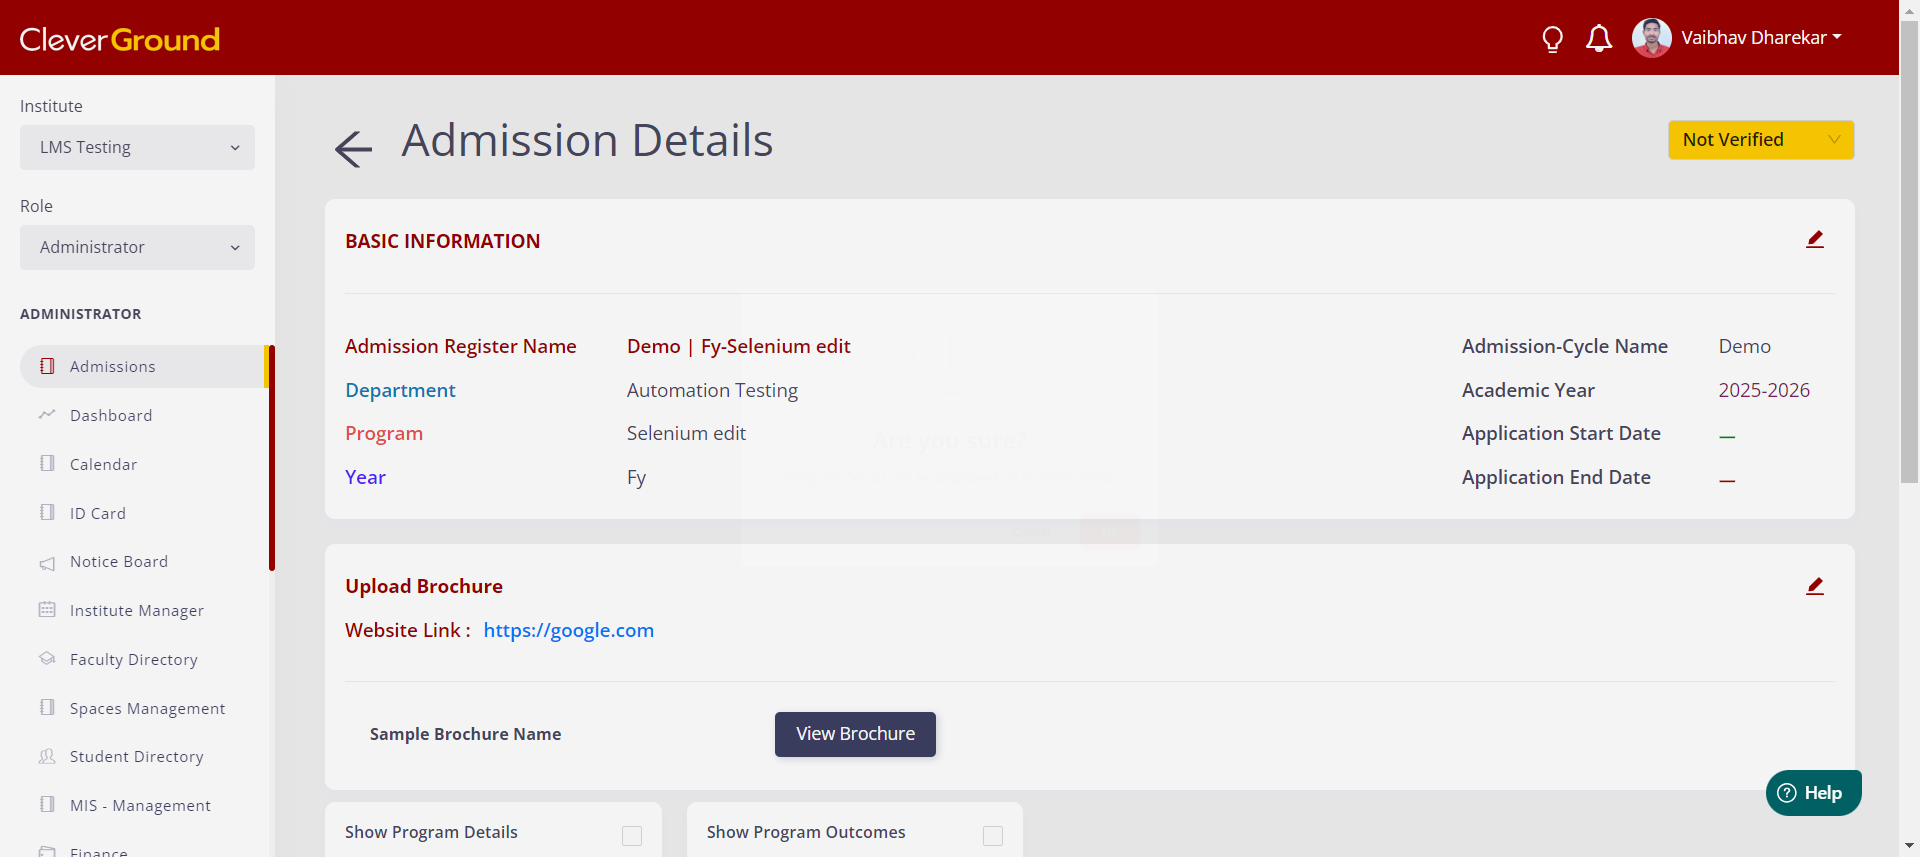 CleverGround
Vaibhav Dharekar
Institute
LMS Testing
Role
Administrator
ADMINISTRATOR
Admissions
Dashboard
Calendar
ID Card
Notice Board
Institute Manager
Faculty Directory
Spaces Management
Student Directory
MIS - Management
Finance
Admission Details
Not Verified
BASIC INFORMATION
Admission Register Name Demo | Fy-Selenium edit Admission-Cycle Name Demo
Department Automation Testing Academic Year 2025-2026
Program Selenium edit Application Start Date —
Year Fy Application End Date —
Are you sure?
Upload Brochure
Website Link : https://google.com
Sample Brochure Name View Brochure
Help
Show Program Details Show Program Outcomes